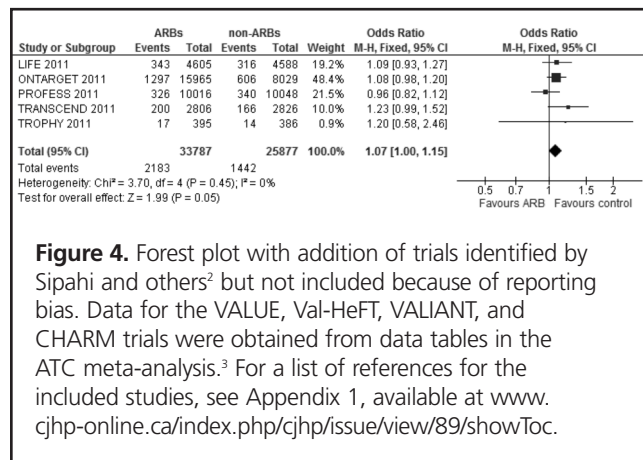 ARBs non-ARBs Odds Ratio Odds Ratio
Study or Subgroup Events Total Events Total Weight M-H, Fixed, 95% CI M-H, Fixed, 95% CI
LIFE 2011 343 4605 316 4588 19.2% 1.09 [0.93, 1.27]
ONTARGET 2011 1297 15965 606 8029 48.4% 1.08 [0.98, 1.20]
PROFESS 2011 326 10016 340 10048 21.5% 0.96 [0.82, 1.12]
TRANSCEND 2011 200 2806 166 2826 10.0% 1.23 [0.99, 1.52]
TROPHY 2011 17 395 14 386 0.9% 1.20 [0.58, 2.46]
Total (95% CI) 33787 25877 100.0% 1.07 [1.00, 1.15]
Total events 2183 1442
Heterogeneity: Chi² = 3.70, df = 4 (P = 0.45); I² = 0%
Test for overall effect: Z = 1.99 (P = 0.05)
0.5 0.7 1 1.5 2
Favours ARB Favours control
Figure 4. Forest plot with addition of trials identified by
Sipahi and others² but not included because of reporting
bias. Data for the VALUE, Val-HeFT, VALIANT, and
CHARM trials were obtained from data tables in the
ATC meta-analysis.³ For a list of references for the
included studies, see Appendix 1, available at www.
cjhp-online.ca/index.php/cjhp/issue/view/89/showToc.